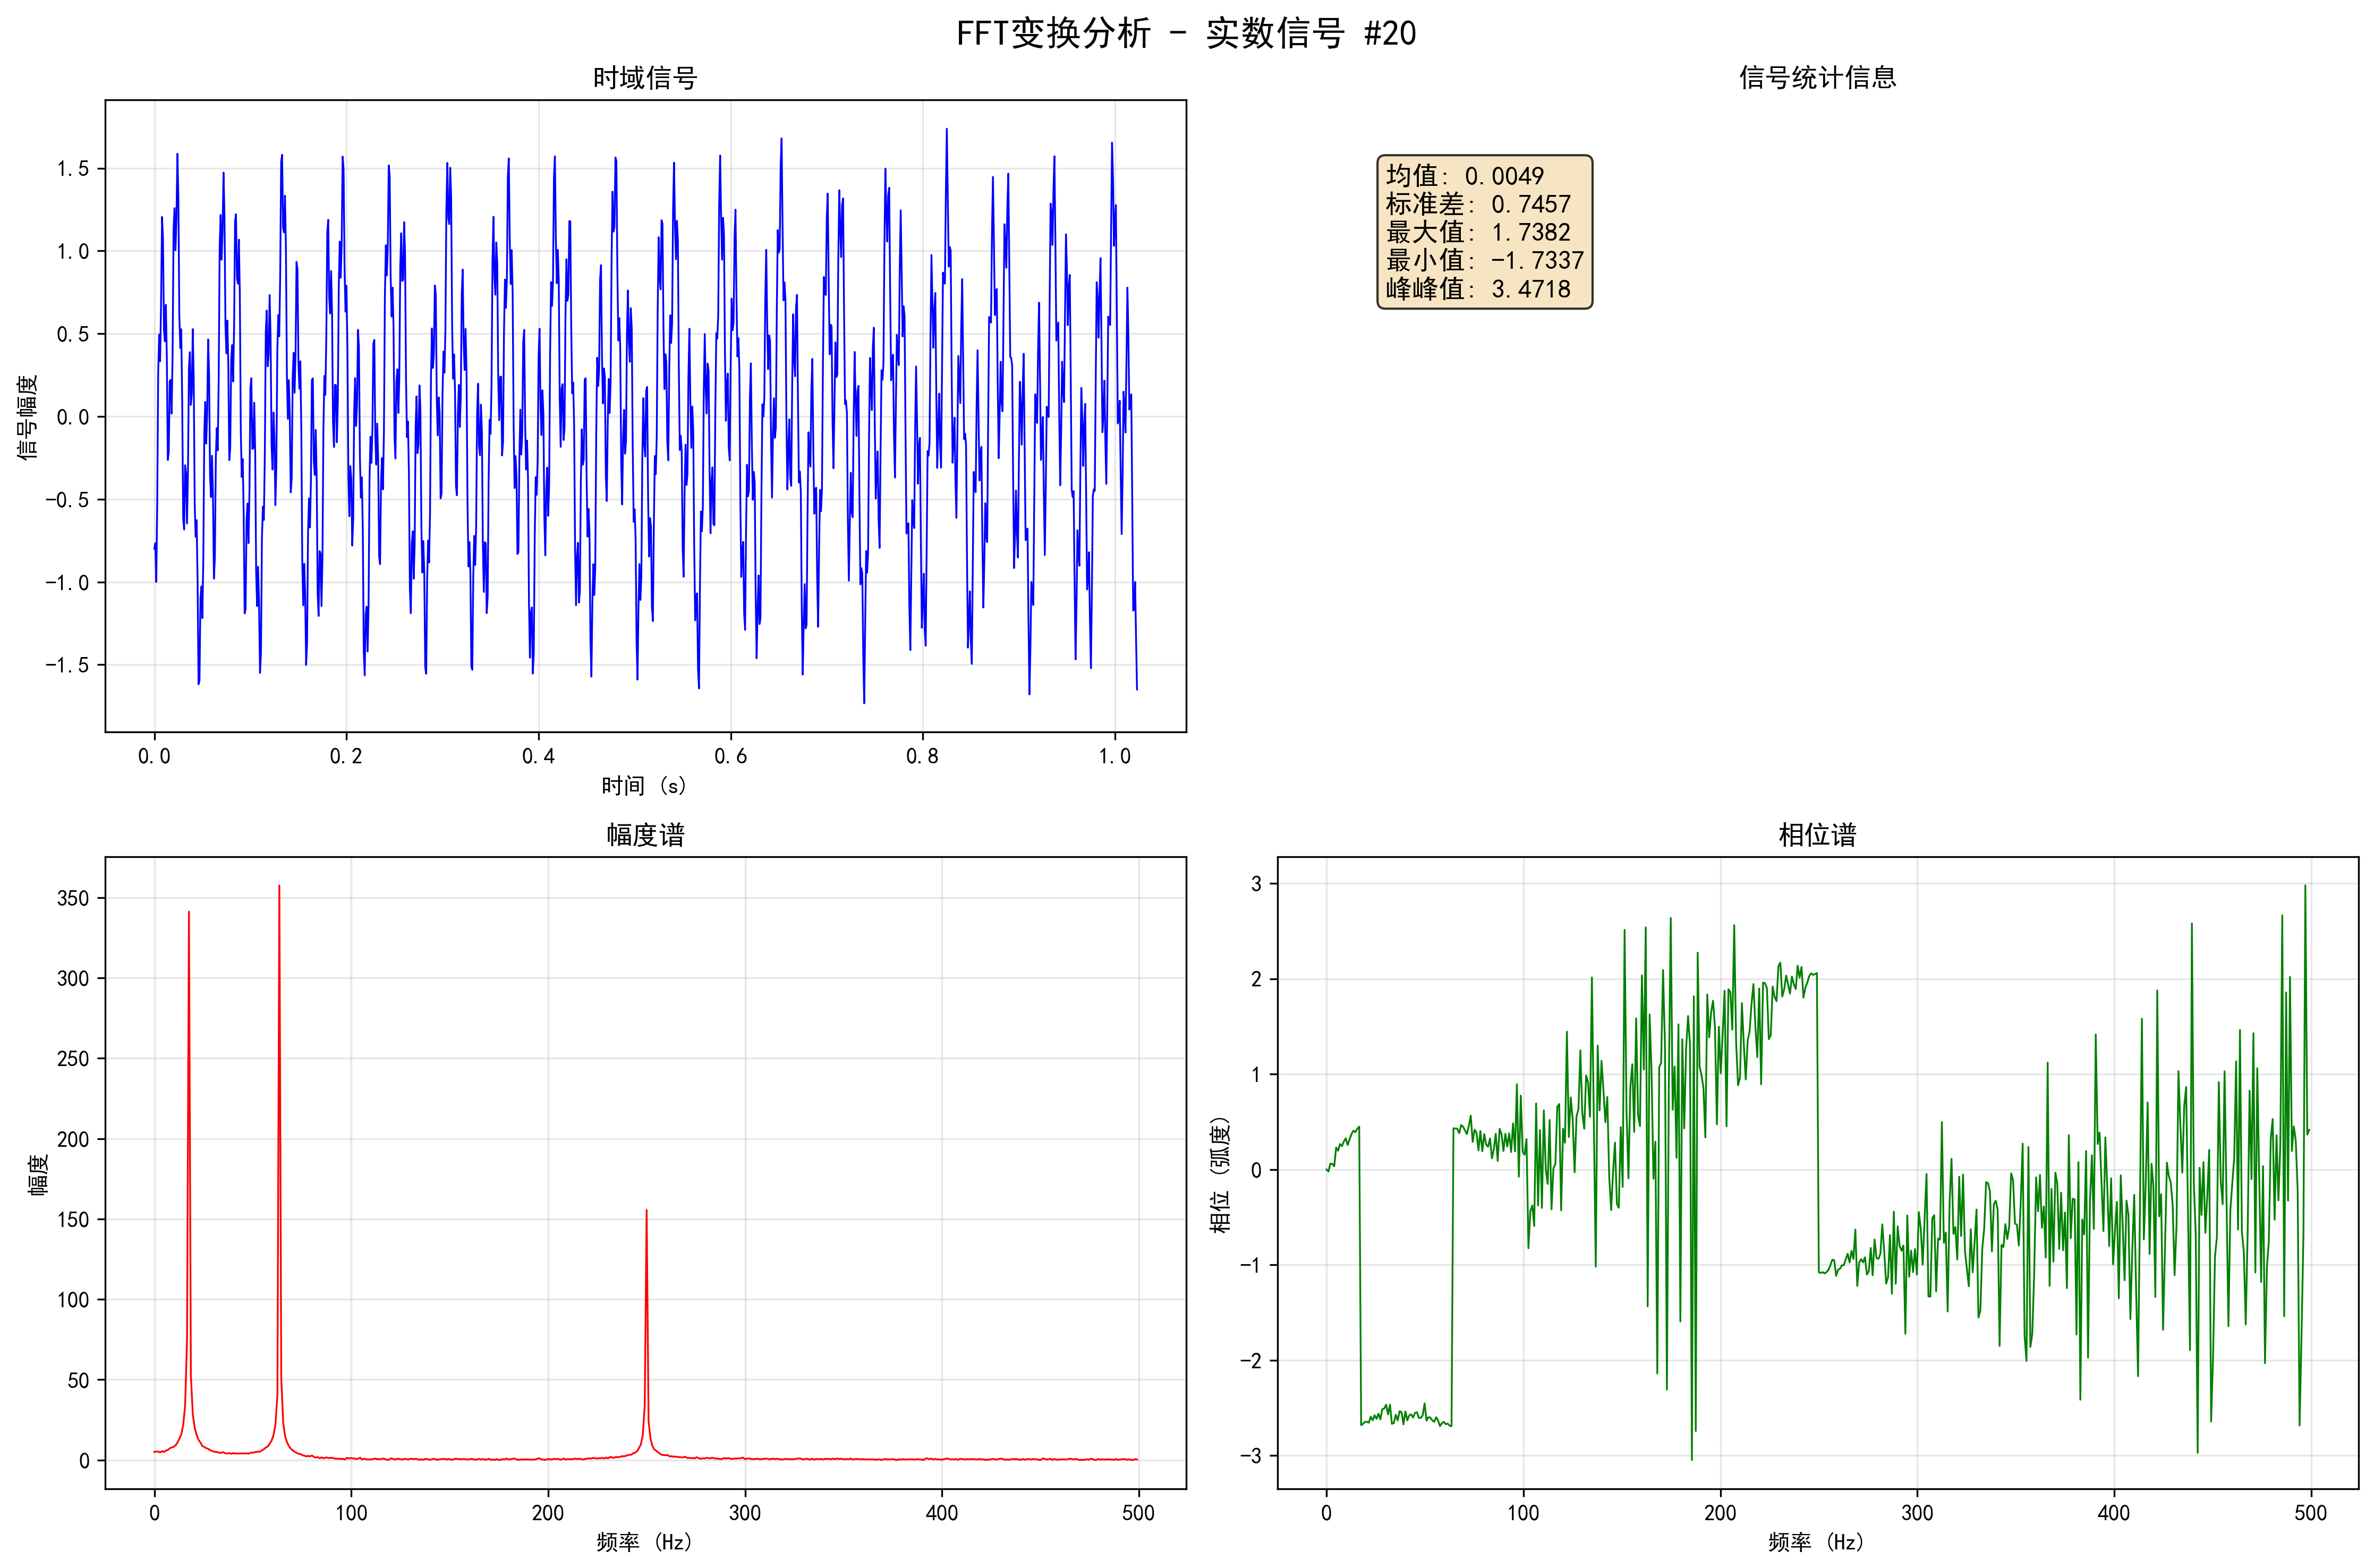 FFT变换分析 - 实数信号 #20
时域信号
信号幅度
1.5
1.0
0.5
0.0
-0.5
-1.0
-1.5
0.0 0.2 0.4 0.6 0.8 1.0
时间 (s)
信号统计信息
均值: 0.0049
标准差: 0.7457
最大值: 1.7382
最小值: -1.7337
峰峰值: 3.4718
幅度谱
幅度
350
300
250
200
150
100
50
0
0 100 200 300 400 500
频率 (Hz)
相位谱
相位 (弧度)
3
2
1
0
-1
-2
-3
0 100 200 300 400 500
频率 (Hz)